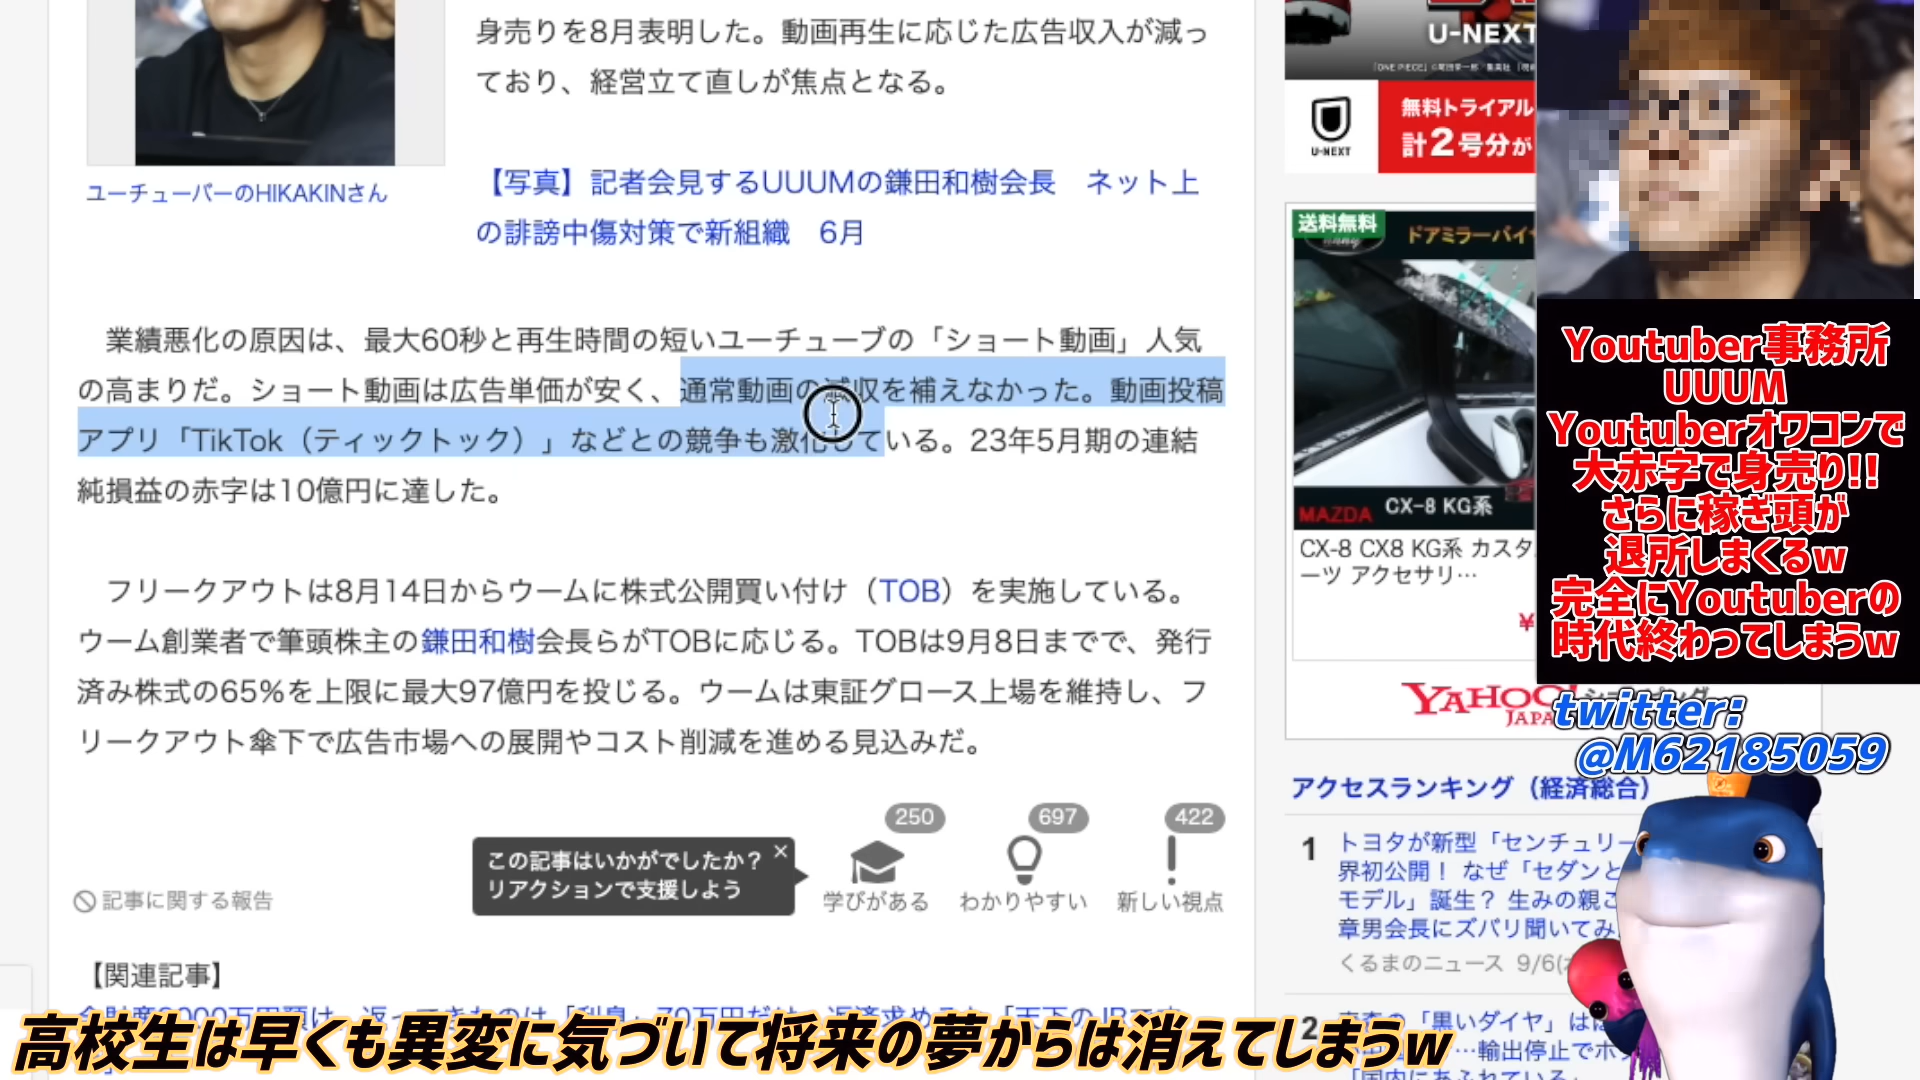 身売りを8月表明した。動画再生に応じた広告収入が減っ
ており、経営立て直しが焦点となる。
ユーチューバーのHIKAKINさん
【写真】記者会見するUUUMの鎌田和樹会長　ネット上
の誹謗中傷対策で新組織　6月
業績悪化の原因は、最大60秒と再生時間の短いユーチューブの「ショート動画」人気
の高まりだ。ショート動画は広告単価が安く、通常動画の減収を補えなかった。動画投稿
アプリ「TikTok（ティックトック）」などとの競争も激化している。23年5月期の連結
純損益の赤字は10億円に達した。
フリークアウトは8月14日からウームに株式公開買い付け（TOB）を実施している。
ウーム創業者で筆頭株主の鎌田和樹会長らがTOBに応じる。TOBは9月8日までで、発行
済み株式の65%を上限に最大97億円を投じる。ウームは東証グロース上場を維持し、フ
リークアウト傘下で広告市場への展開やコスト削減を進める見込みだ。
250
697
422
この記事はいかがでしたか？
リアクションで支援しよう
×
学びがある
わかりやすい
新しい視点
記事に関する報告
【関連記事】
U-NEXT
U-NEXT
無料トライアル
計2号分が
送料無料
ドアミラーバイ
MAZDA
CX-8 KG系
CX-8 CX8 KG系 カスタ
ーツ アクセサリ…
¥
YAHOO!
JAPA
アクセスランキング（経済総合）
1
トヨタが新型「センチュリー
界初公開！ なぜ「セダンと
モデル」誕生？ 生みの親こ
章男会長にズバリ聞いてみ
くるまのニュース 9/6(
2
「黒いダイヤ」は
…輸出停止でホ
「国内にあふれている」
Youtuber事務所
UUUM
Youtuberオワコンで
大赤字で身売り!!
さらに稼ぎ頭が
退所しまくるw
完全にYoutuberの
時代終わってしまうw
twitter:
@M62185059
高校生は早くも異変に気づいて将来の夢からは消えてしまうw